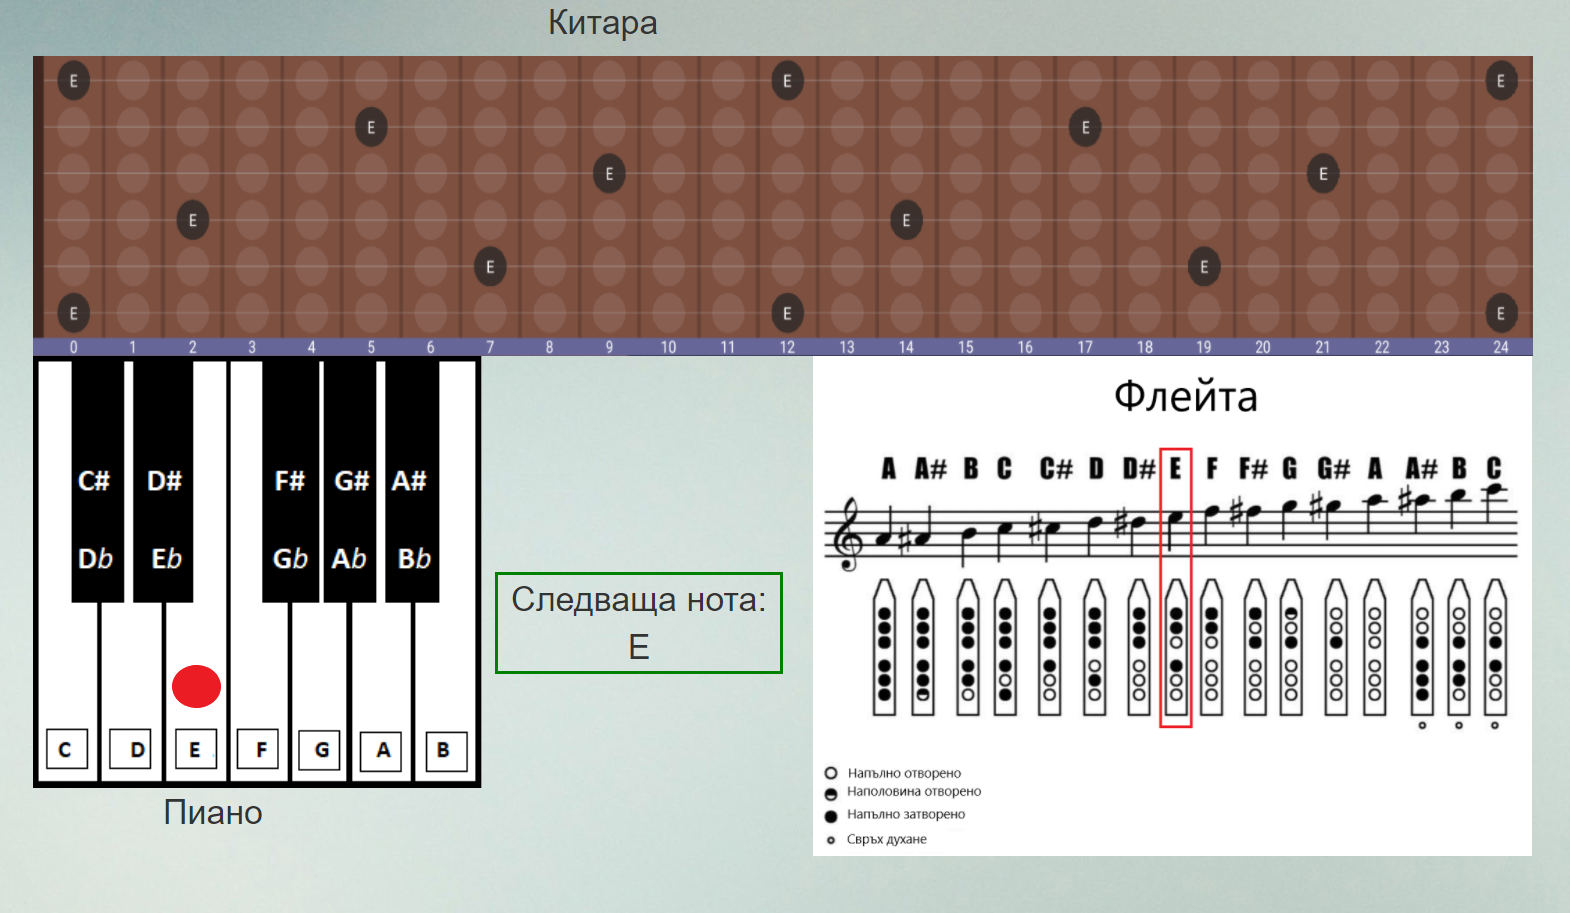 Китара
E E E
E E
E E
E E
E E
E E E
0 1 2 3 4 5 6 7 8 9 10 11 12 13 14 15 16 17 18 19 20 21 22 23 24
C# D# F# G# A#
Db Eb Gb Ab Bb
C D E F G A B
Пиано
Следваща нота:
E
Флейта
A A# B C C# D D# E F F# G G# A A# B C
Напълно отворено
Наполовина отворено
Напълно затворено
Свръх духане